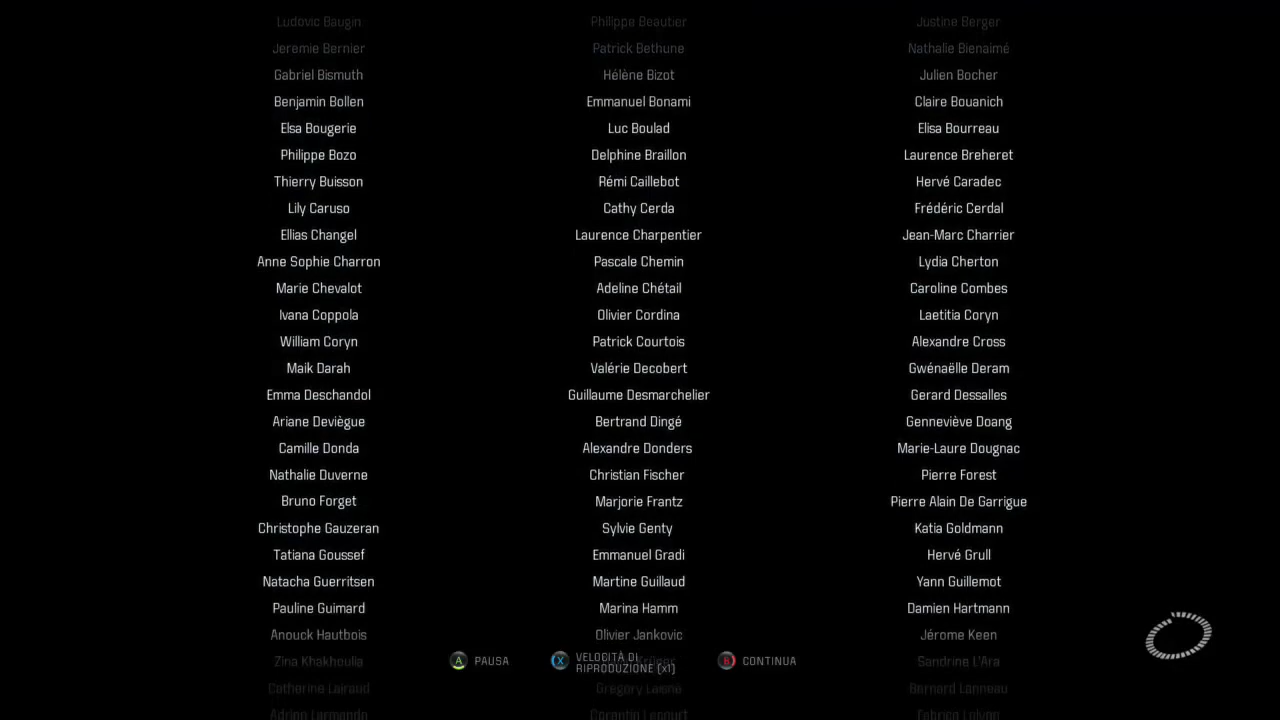 Ludovic Baugin Philippe Beautier Justine Berger
Jeremie Bernier Patrick Bethune Nathalie Bienaimé
Gabriel Bismuth Hélène Bizot Julien Bocher
Benjamin Bollen Emmanuel Bonami Claire Bouanich
Elsa Bougerie Luc Boulad Elisa Bourreau
Philippe Bozo Delphine Braillon Laurence Breheret
Thierry Buisson Rémi Caillebot Hervé Caradec
Lily Caruso Cathy Cerda Frédéric Cerdal
Ellias Changel Laurence Charpentier Jean-Marc Charrier
Anne Sophie Charron Pascale Chemin Lydia Cherton
Marie Chevalot Adeline Chétail Caroline Combes
Ivana Coppola Olivier Cordina Laetitia Coryn
William Coryn Patrick Courtois Alexandre Cross
Maik Darah Valérie Decobert Gwénaëlle Deram
Emma Deschandol Guillaume Desmarchelier Gerard Dessalles
Ariane Deviègue Bertrand Dingé Genneviève Doang
Camille Donda Alexandre Donders Marie-Laure Dougnac
Nathalie Duverne Christian Fischer Pierre Forest
Bruno Forget Marjorie Frantz Pierre Alain De Garrigue
Christophe Gauzeran Sylvie Genty Katia Goldmann
Tatiana Goussef Emmanuel Gradi Hervé Grull
Natacha Guerritsen Martine Guillaud Yann Guillemot
Pauline Guimard Marina Hamm Damien Hartmann
Anouck Hautbois Olivier Jankovic Jérome Keen
Zina Khakhoulia Krüger Sandrine L'Ara
A PAUSA X VELOCITÀ DI B CONTINUA
RIPRODUZIONE (X1)
Catherine Lairaud Gregory Laisné Bernard Lanneau
Adrien Larmande Corentin Lecourt